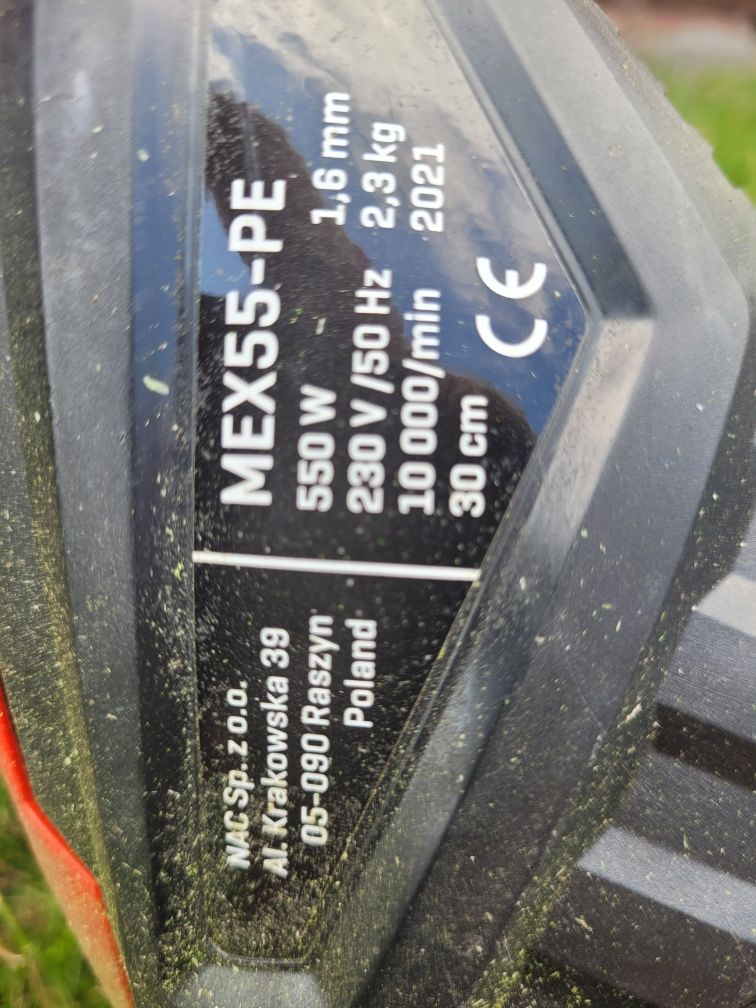 MEX55-PE
550 W 1,6 mm
230 V /50 Hz 2,3 kg
10 000/min 2021
30 cm CE
NAC Sp. z o.o.
Al. Krakowska 39
05-090 Raszyn
Poland